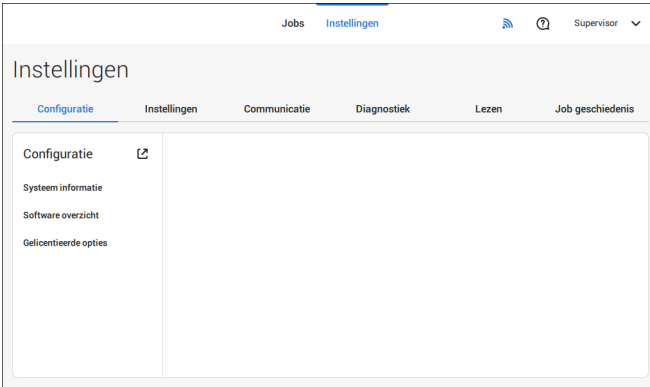 Jobs Instellingen Supervisor
Instellingen
Configuratie Instellingen Communicatie Diagnostiek Lezen Job geschiedenis
Configuratie
Systeem informatie
Software overzicht
Gelicentieerde opties